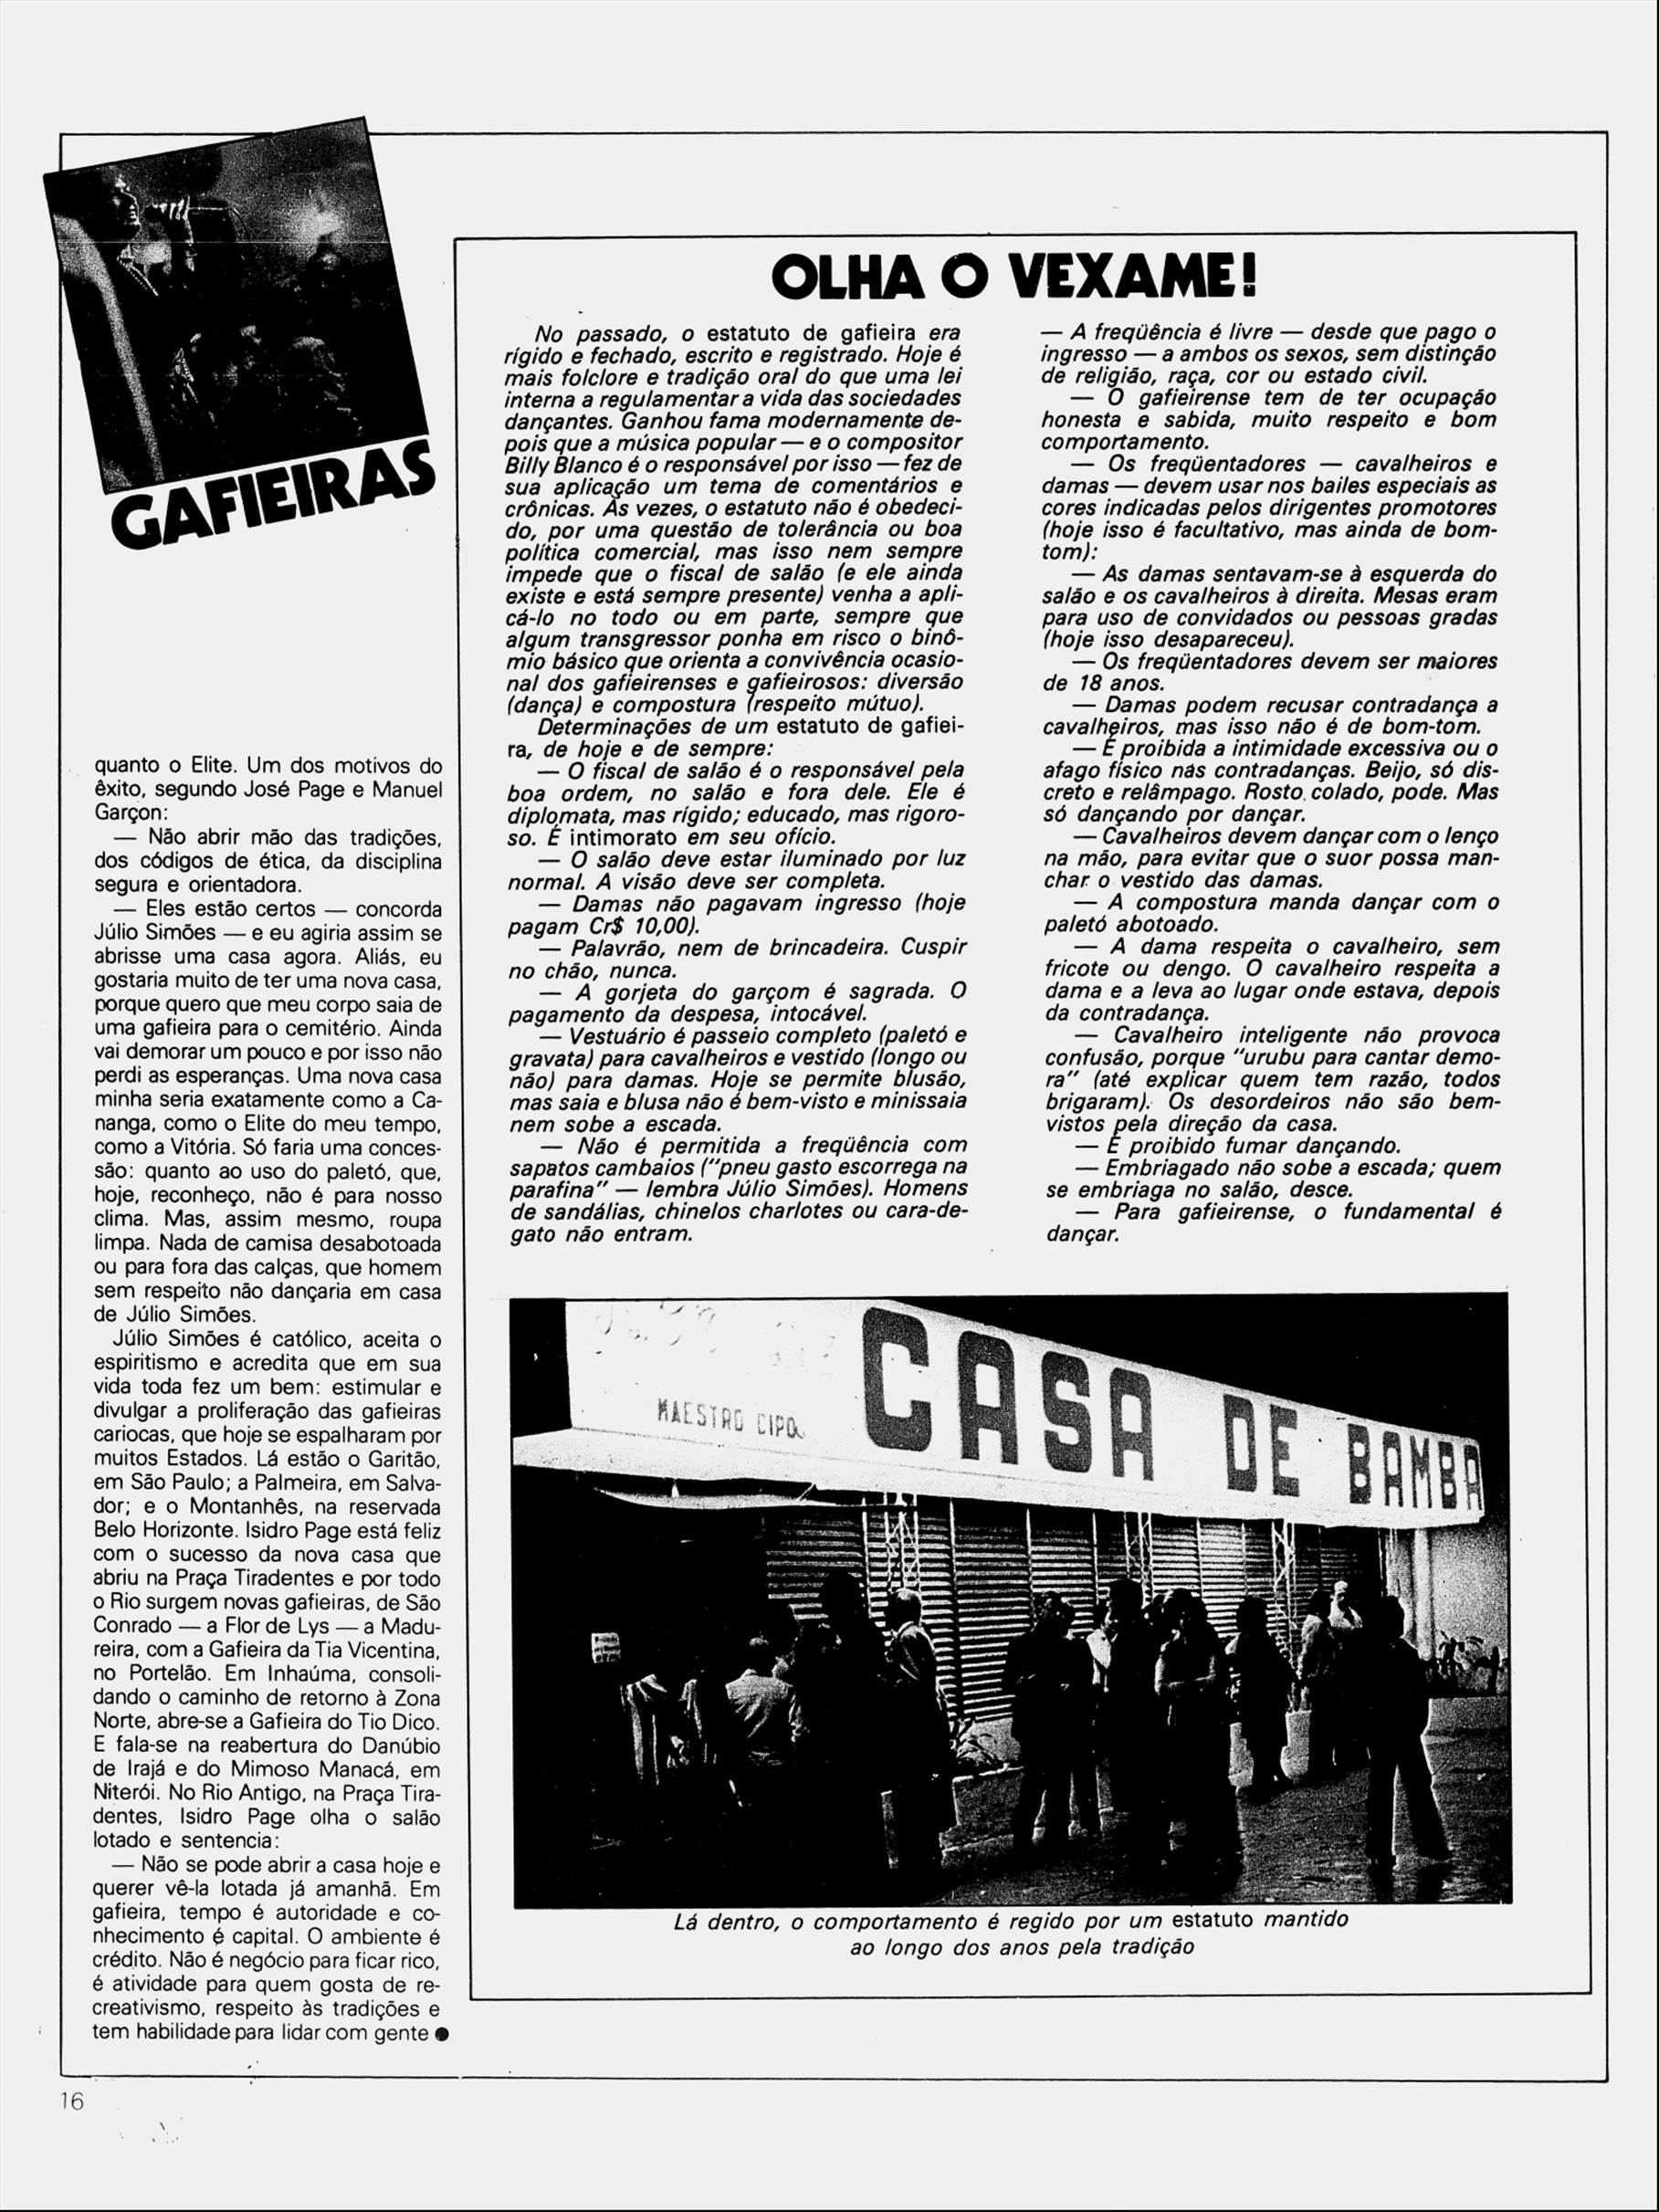 GAFIEIRAS
quanto o Elite. Um dos motivos do
êxito, segundo José Page e Manuel
Garçon:
— Não abrir mão das tradições,
dos códigos de ética, da disciplina
segura e orientadora.
— Eles estão certos — concorda
Júlio Simões — e eu agiria assim se
abrisse uma casa agora. Aliás, eu
gostaria muito de ter uma nova casa,
porque quero que meu corpo saia de
uma gafieira para o cemitério. Ainda
vai demorar um pouco e por isso não
perdi as esperanças. Uma nova casa
minha seria exatamente como a Ca-
nanga, como o Elite do meu tempo,
como a Vitória. Só faria uma conces-
são: quanto ao uso do paletó, que,
hoje, reconheço, não é para nosso
clima. Mas, assim mesmo, roupa
limpa. Nada de camisa desabotoada
ou para fora das calças, que homem
sem respeito não dançaria em casa
de Júlio Simões.
Júlio Simões é católico, aceita o
espiritismo e acredita que em sua
vida toda fez um bem: estimular e
divulgar a proliferação das gafieiras
cariocas, que hoje se espalharam por
muitos Estados. Lá estão o Garitão,
em São Paulo; a Palmeira, em Salva-
dor; e o Montanhês, na reservada
Belo Horizonte. Isidro Page está feliz
com o sucesso da nova casa que
abriu na Praça Tiradentes e por todo
o Rio surgem novas gafieiras, de São
Conrado — a Flor de Lys — a Madu-
reira, com a Gafieira da Tia Vicentina,
no Portelão. Em Inhaúma, consoli-
dando o caminho de retorno à Zona
Norte, abre-se a Gafieira do Tio Dico.
E fala-se na reabertura do Danúbio
de Irajá e do Mimoso Manacá, em
Niterói. No Rio Antigo, na Praça Tira-
dentes, Isidro Page olha o salão
lotado e sentencia:
— Não se pode abrir a casa hoje e
querer vê-la lotada já amanhã. Em
gafieira, tempo é autoridade e co-
nhecimento é capital. O ambiente é
crédito. Não é negócio para ficar rico,
é atividade para quem gosta de re-
creativismo, respeito às tradições e
tem habilidade para lidar com gente ●
OLHA O VEXAME!
No passado, o estatuto de gafieira era
rígido e fechado, escrito e registrado. Hoje é
mais folclore e tradição oral do que uma lei
interna a regulamentar a vida das sociedades
dançantes. Ganhou fama modernamente de-
pois que a música popular — e o compositor
Billy Blanco é o responsável por isso — fez de
sua aplicação um tema de comentários e
crônicas. Às vezes, o estatuto não é obedeci-
do, por uma questão de tolerância ou boa
política comercial, mas isso nem sempre
impede que o fiscal de salão (e ele ainda
existe e está sempre presente) venha a apli-
cá-lo no todo ou em parte, sempre que
algum transgressor ponha em risco o binô-
mio básico que orienta a convivência ocasio-
nal dos gafieirenses e gafieirosos: diversão
(dança) e compostura (respeito mútuo).
Determinações de um estatuto de gafiei-
ra, de hoje e de sempre:
— O fiscal de salão é o responsável pela
boa ordem, no salão e fora dele. Ele é
diplomata, mas rígido; educado, mas rigoro-
so. É intimorato em seu ofício.
— O salão deve estar iluminado por luz
normal. A visão deve ser completa.
— Damas não pagavam ingresso (hoje
pagam Cr$ 10,00).
— Palavrão, nem de brincadeira. Cuspir
no chão, nunca.
— A gorjeta do garçom é sagrada. O
pagamento da despesa, intocável.
— Vestuário é passeio completo (paletó e
gravata) para cavalheiros e vestido (longo ou
não) para damas. Hoje se permite blusão,
mas saia e blusa não é bem-visto e minissaia
nem sobe a escada.
— Não é permitida a freqüência com
sapatos cambaios ("pneu gasto escorrega na
parafina" — lembra Júlio Simões). Homens
de sandálias, chinelos charlotes ou cara-de-
gato não entram.
— A freqüência é livre — desde que pago o
ingresso — a ambos os sexos, sem distinção
de religião, raça, cor ou estado civil.
— O gafieirense tem de ter ocupação
honesta e sabida, muito respeito e bom
comportamento.
— Os freqüentadores — cavalheiros e
damas — devem usar nos bailes especiais as
cores indicadas pelos dirigentes promotores
(hoje isso é facultativo, mas ainda de bom-
tom):
— As damas sentavam-se à esquerda do
salão e os cavalheiros à direita. Mesas eram
para uso de convidados ou pessoas gradas
(hoje isso desapareceu).
— Os freqüentadores devem ser maiores
de 18 anos.
— Damas podem recusar contradança a
cavalheiros, mas isso não é de bom-tom.
— É proibida a intimidade excessiva ou o
afago físico nas contradanças. Beijo, só dis-
creto e relâmpago. Rosto colado, pode. Mas
só dançando por dançar.
— Cavalheiros devem dançar com o lenço
na mão, para evitar que o suor possa man-
char o vestido das damas.
— A compostura manda dançar com o
paletó abotoado.
— A dama respeita o cavalheiro, sem
fricote ou dengo. O cavalheiro respeita a
dama e a leva ao lugar onde estava, depois
da contradança.
— Cavalheiro inteligente não provoca
confusão, porque "urubu para cantar demo-
ra" (até explicar quem tem razão, todos
brigaram). Os desordeiros não são bem-
vistos pela direção da casa.
— É proibido fumar dançando.
— Embriagado não sobe a escada; quem
se embriaga no salão, desce.
— Para gafieirense, o fundamental é
dançar.
MAESTRO CIPÓ
CASA DE BAMBA
Lá dentro, o comportamento é regido por um estatuto mantido
ao longo dos anos pela tradição
16